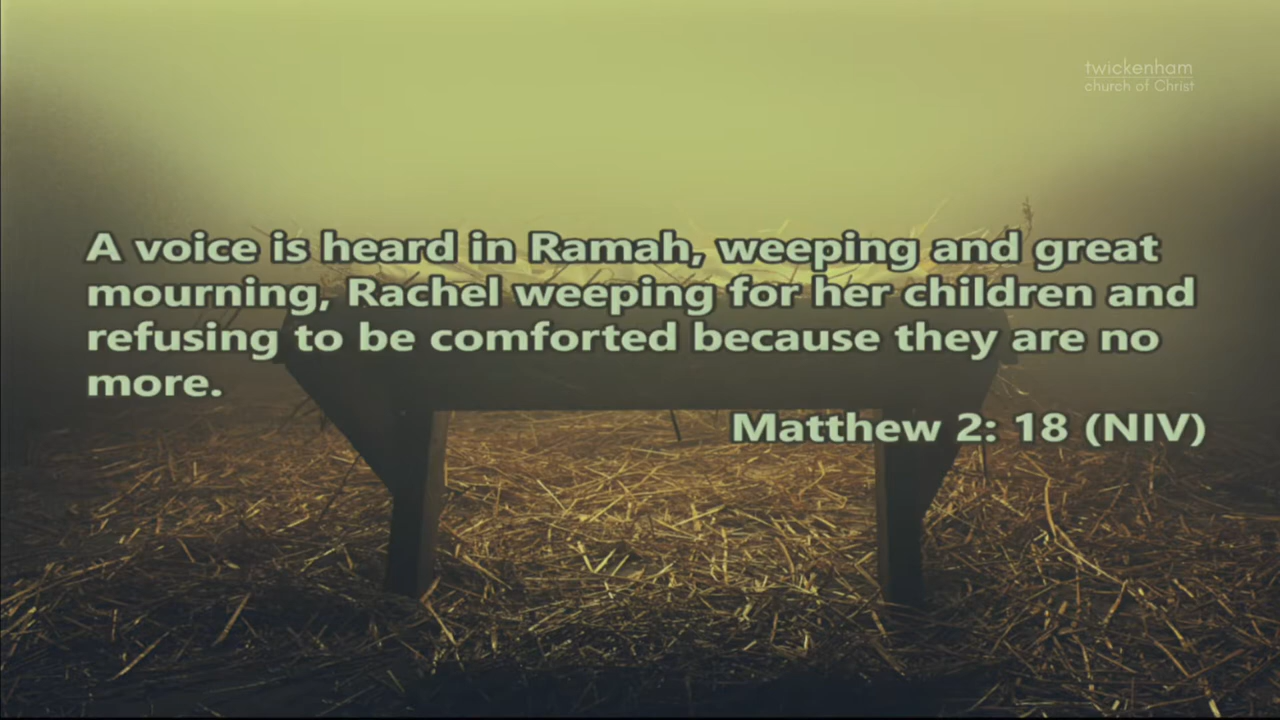 twickenham
church of Christ
A voice is heard in Ramah, weeping and great
mourning, Rachel weeping for her children and
refusing to be comforted because they are no
more.
Matthew 2: 18 (NIV)